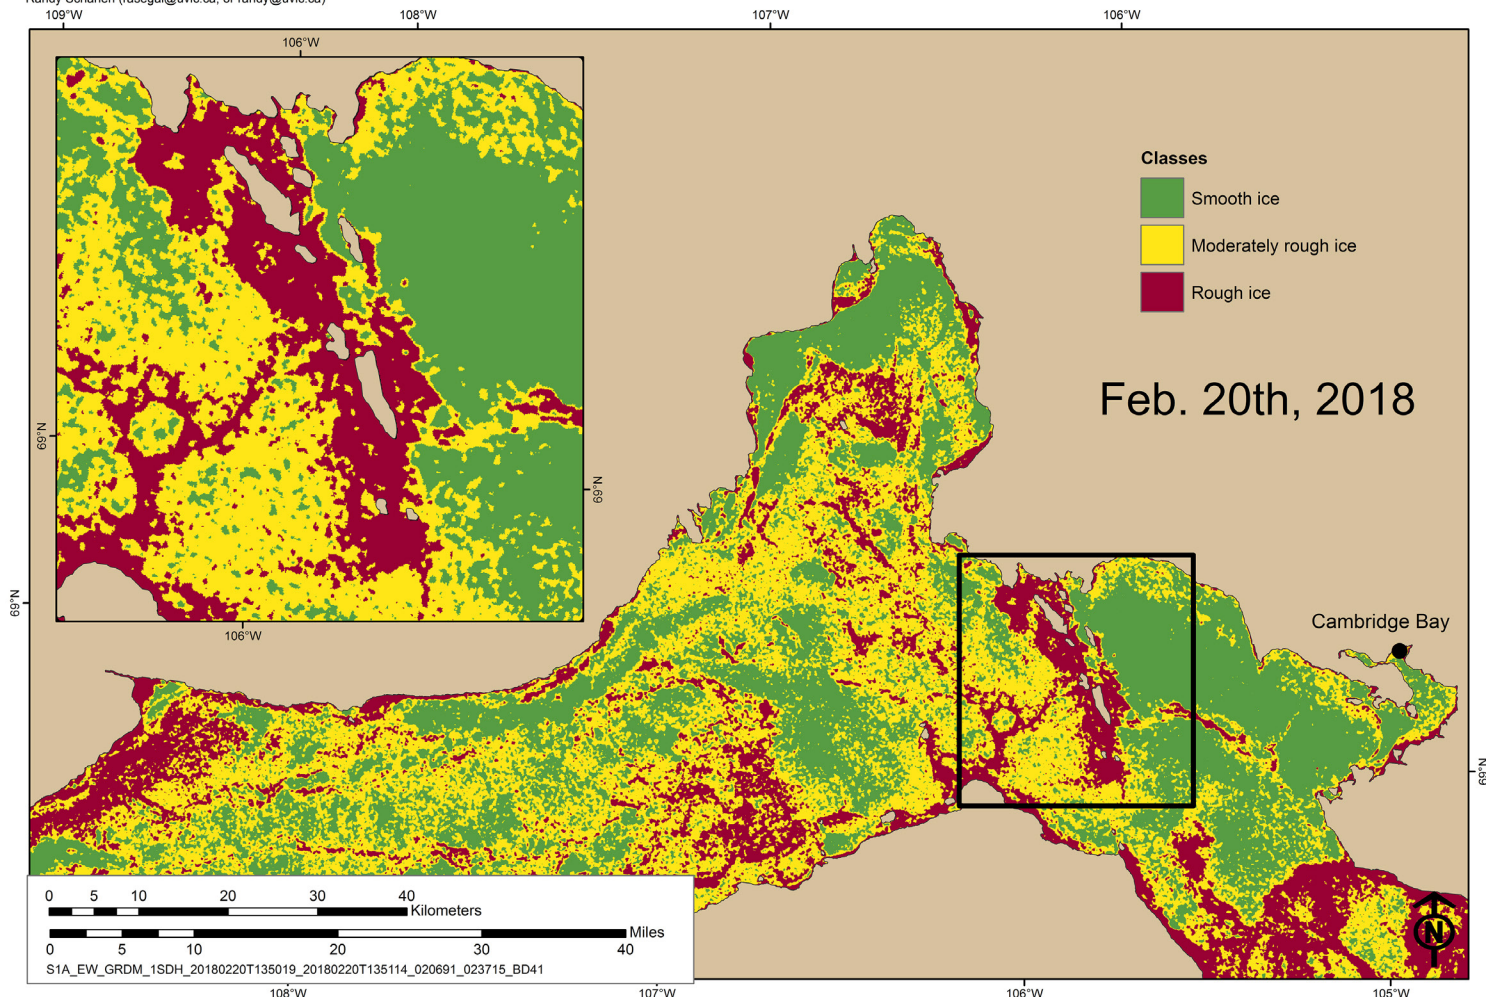 109°W 108°W 107°W 106°W
106°W
69°N
69°N
106°W
Classes
Smooth ice
Moderately rough ice
Rough ice
Feb. 20th, 2018
Cambridge Bay
69°N
69°N
0 5 10 20 30 40
Kilometers
Miles
0 5 10 20 30 40
S1A_EW_GRDM_1SDH_20180220T135019_20180220T135114_020691_023715_BD41
N
108°W 107°W 106°W 105°W